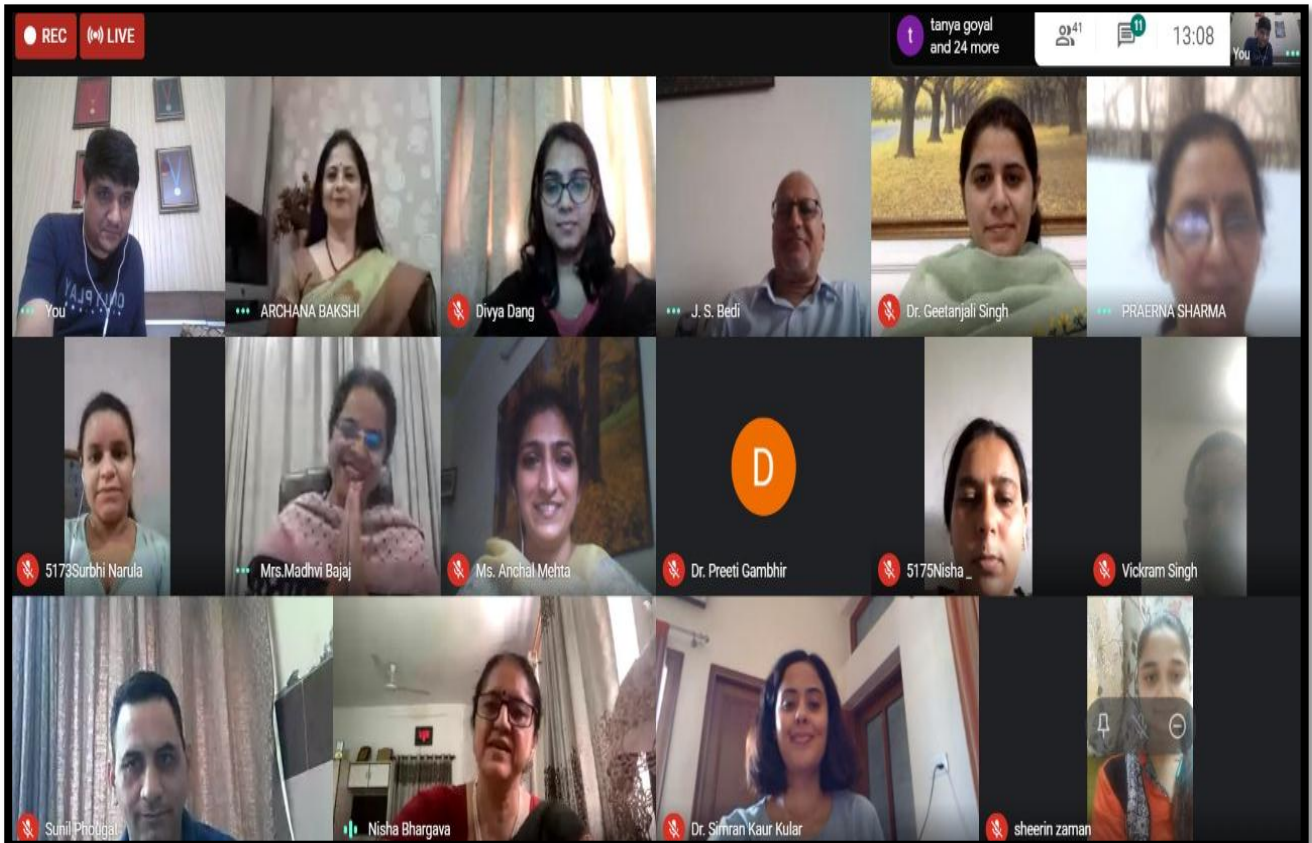 REC
LIVE
t
tanya goyal
and 24 more
41
11
13:08
You
You
ARCHANA BAKSHI
Divya Dang
J. S. Bedi
Dr. Geetanjali Singh
PRAERNA SHARMA
5173Surbhi Narula
Mrs.Madhvi Bajaj
Ms. Anchal Mehta
D
Dr. Preeti Gambhir
5175Nisha _
Vickram Singh
Sunil Phougat
Nisha Bhargava
Dr. Simran Kaur Kular
sheerin zaman